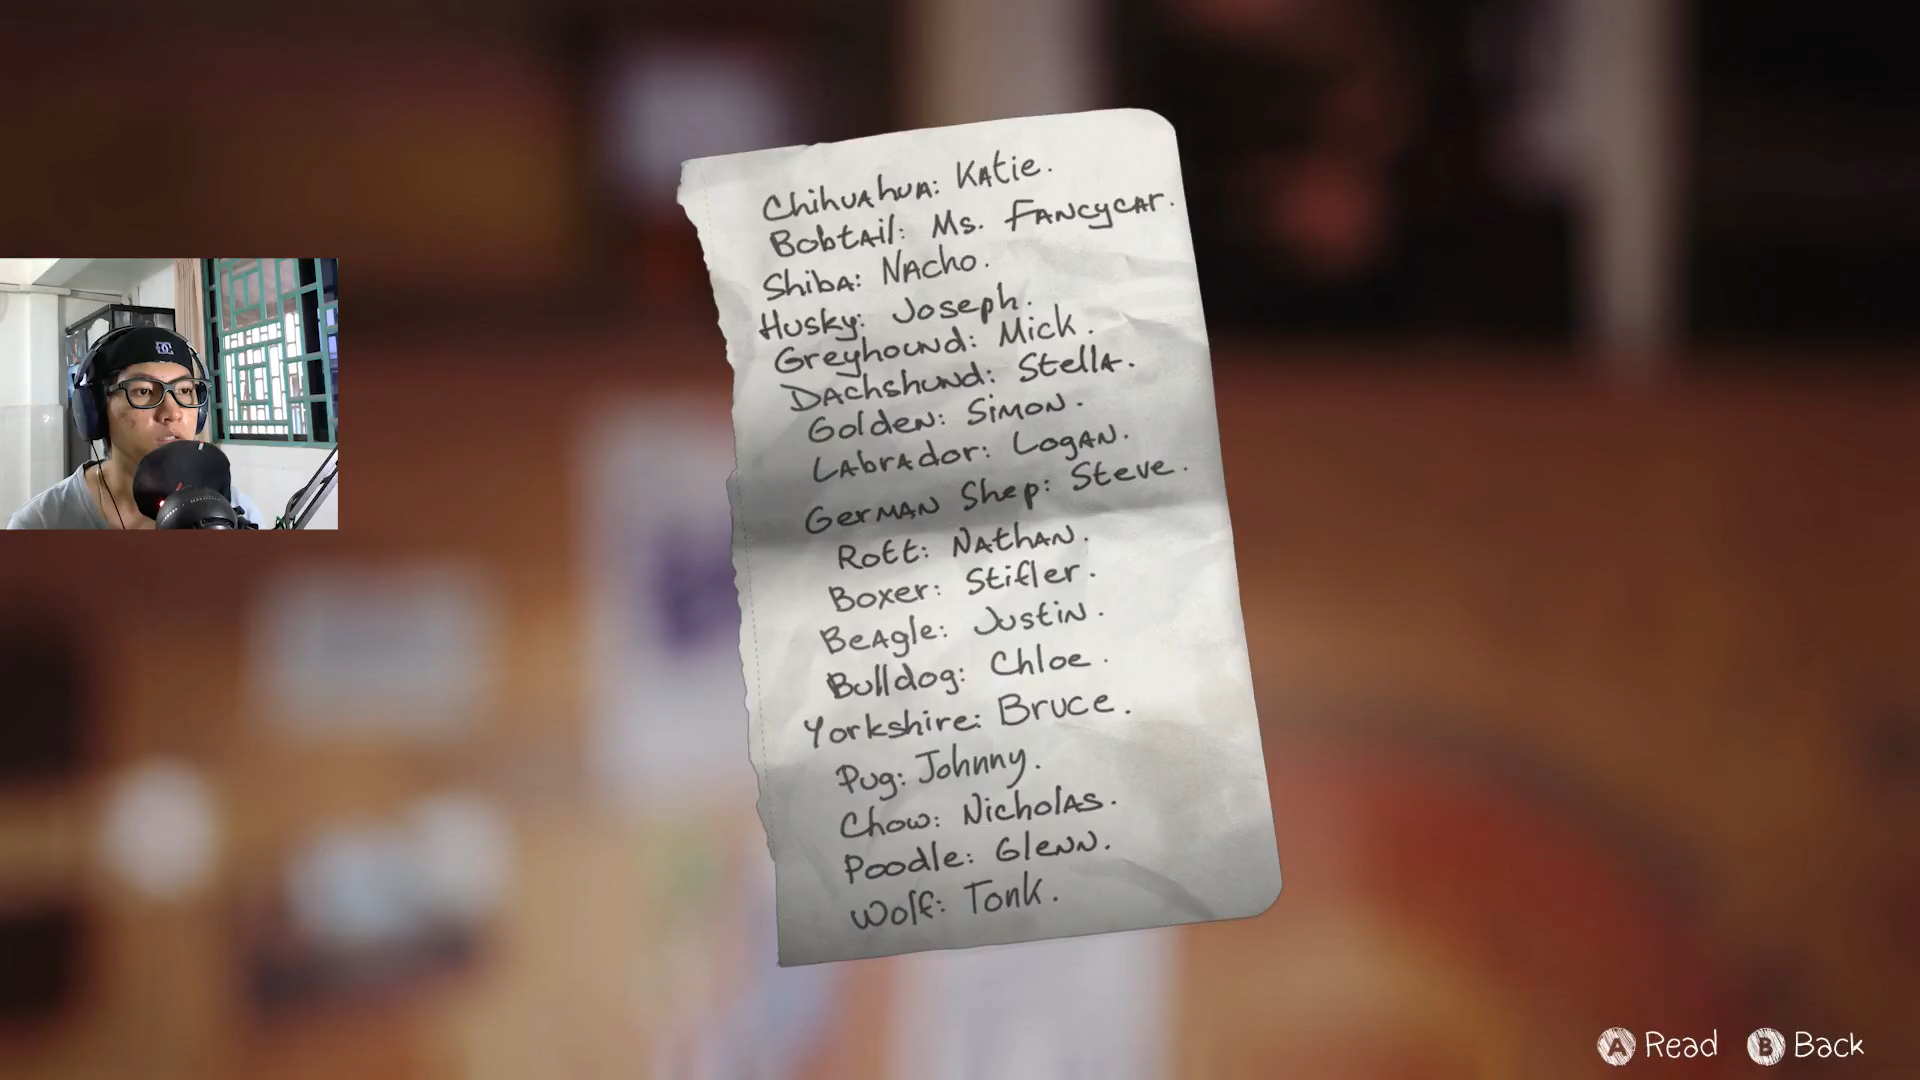 Chihuahua: Katie.
Bobtail: Ms. Fancycar.
Shiba: Nacho.
Husky: Joseph.
Greyhound: Mick.
Dachshund: Stella.
Golden: Simon.
Labrador: Logan.
German Shep: Steve.
Rott: Nathan.
Boxer: Stifler.
Beagle: Justin.
Bulldog: Chloe.
Yorkshire: Bruce.
Pug: Johnny.
Chow: Nicholas.
Poodle: Glenn.
Wolf: Tonk.
A Read B Back